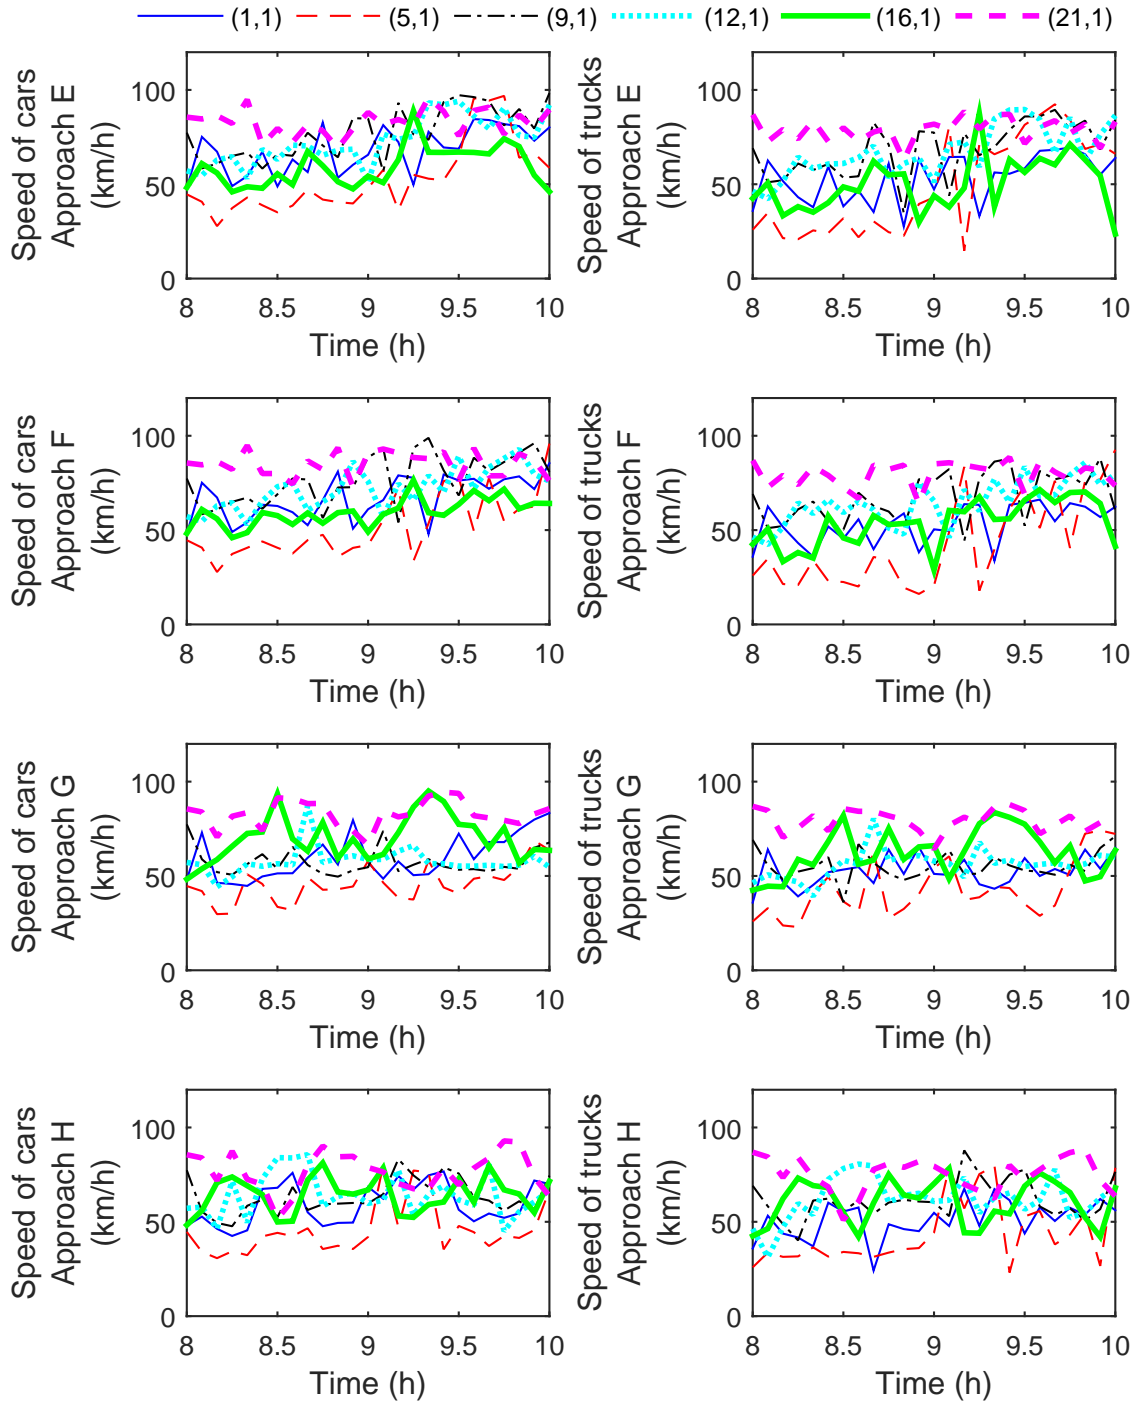 (1,1) (5,1) (9,1) (12,1) (16,1) (21,1)
Speed of cars
Approach E
(km/h)
100
50
0
8 8.5 9 9.5 10
Time (h)
Speed of trucks
Approach E
(km/h)
100
50
0
8 8.5 9 9.5 10
Time (h)
Speed of cars
Approach F
(km/h)
100
50
0
8 8.5 9 9.5 10
Time (h)
Speed of trucks
Approach F
(km/h)
100
50
0
8 8.5 9 9.5 10
Time (h)
Speed of cars
Approach G
(km/h)
100
50
0
8 8.5 9 9.5 10
Time (h)
Speed of trucks
Approach G
(km/h)
100
50
0
8 8.5 9 9.5 10
Time (h)
Speed of cars
Approach H
(km/h)
100
50
0
8 8.5 9 9.5 10
Time (h)
Speed of trucks
Approach H
(km/h)
100
50
0
8 8.5 9 9.5 10
Time (h)